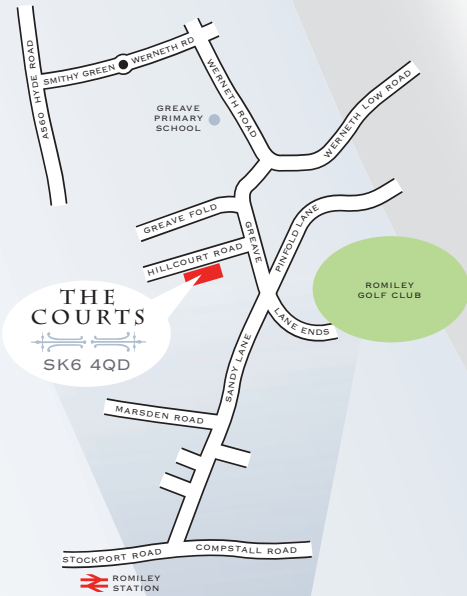 A560 HYDE ROAD
SMITHY GREEN
WERNETH RD
WERNETH ROAD
WERNETH LOW ROAD
GREAVE
PRIMARY
SCHOOL
GREAVE FOLD
GREAVE
PINFOLD LANE
HILLCOURT ROAD
ROMILEY
GOLF CLUB
THE
COURTS
SK6 4QD
LANE ENDS
SANDY LANE
MARSDEN ROAD
STOCKPORT ROAD
COMPSTALL ROAD
ROMILEY
STATION